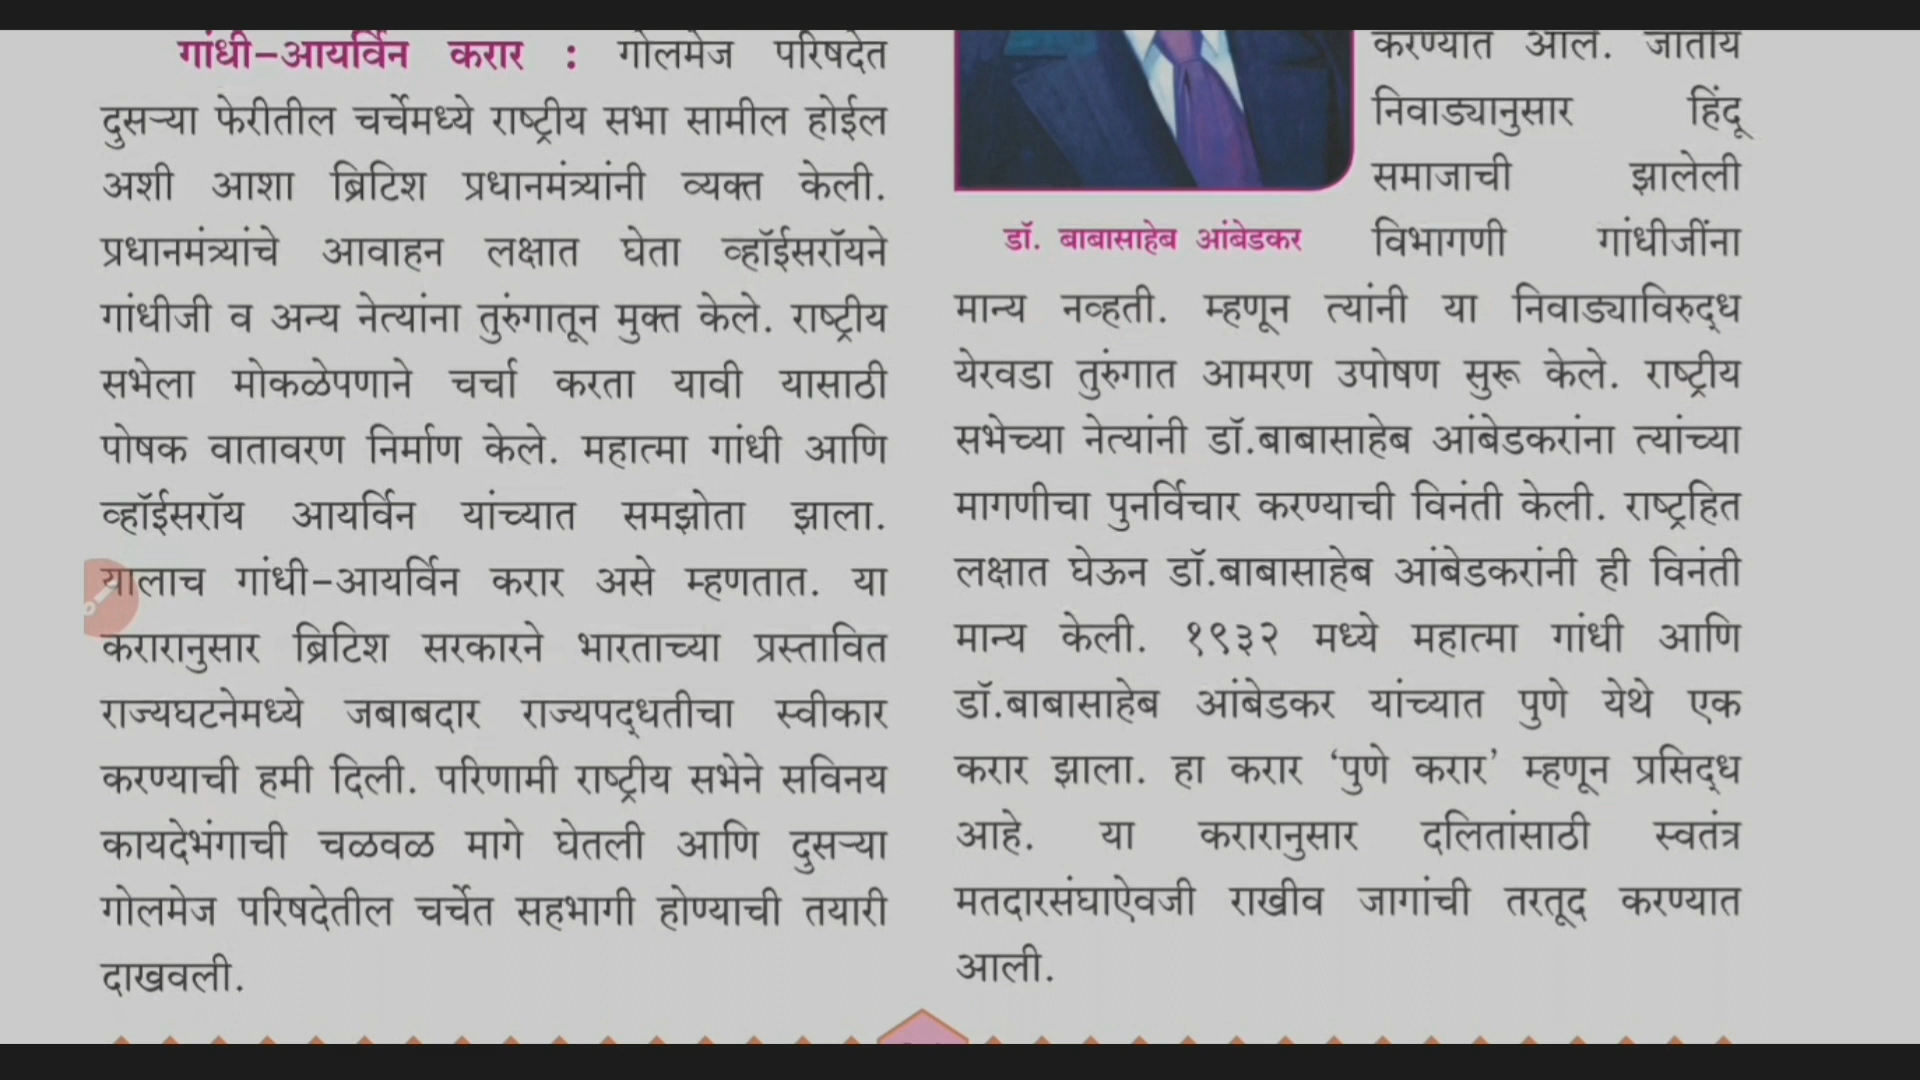 गांधी-आयर्विन करार : गोलमेज परिषदेत
दुसऱ्या फेरीतील चर्चेमध्ये राष्ट्रीय सभा सामील होईल
अशी आशा ब्रिटिश प्रधानमंत्र्यांनी व्यक्त केली.
प्रधानमंत्र्यांचे आवाहन लक्षात घेता व्हॉईसरॉयने
गांधीजी व अन्य नेत्यांना तुरुंगातून मुक्त केले. राष्ट्रीय
सभेला मोकळेपणाने चर्चा करता यावी यासाठी
पोषक वातावरण निर्माण केले. महात्मा गांधी आणि
व्हॉईसरॉय आयर्विन यांच्यात समझोता झाला.
यालाच गांधी-आयर्विन करार असे म्हणतात. या
करारानुसार ब्रिटिश सरकारने भारताच्या प्रस्तावित
राज्यघटनेमध्ये जबाबदार राज्यपद्धतीचा स्वीकार
करण्याची हमी दिली. परिणामी राष्ट्रीय सभेने सविनय
कायदेभंगाची चळवळ मागे घेतली आणि दुसऱ्या
गोलमेज परिषदेतील चर्चेत सहभागी होण्याची तयारी
दाखवली.
डॉ. बाबासाहेब आंबेडकर
करण्यात आले. जातीय
निवाड्यानुसार हिंदू
समाजाची झालेली
विभागणी गांधीजींना
मान्य नव्हती. म्हणून त्यांनी या निवाड्याविरुद्ध
येरवडा तुरुंगात आमरण उपोषण सुरू केले. राष्ट्रीय
सभेच्या नेत्यांनी डॉ.बाबासाहेब आंबेडकरांना त्यांच्या
मागणीचा पुनर्विचार करण्याची विनंती केली. राष्ट्रहित
लक्षात घेऊन डॉ.बाबासाहेब आंबेडकरांनी ही विनंती
मान्य केली. १९३२ मध्ये महात्मा गांधी आणि
डॉ.बाबासाहेब आंबेडकर यांच्यात पुणे येथे एक
करार झाला. हा करार ‘पुणे करार’ म्हणून प्रसिद्ध
आहे. या करारानुसार दलितांसाठी स्वतंत्र
मतदारसंघाऐवजी राखीव जागांची तरतूद करण्यात
आली.